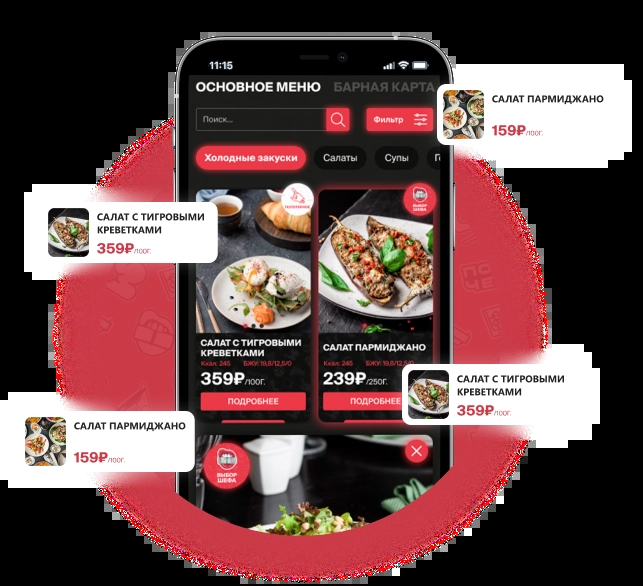 11:15
ОСНОВНОЕ МЕНЮ
БАРНАЯ КАРТА
Поиск...
Фильтр
Холодные закуски
Салаты
Супы
ВЫБОР
ШЕФА
САЛАТ С ТИГРОВЫМИ
КРЕВЕТКАМИ
Ккал: 245 БЖУ: 19,8/12,5/0
359₽/100Г.
ПОДРОБНЕЕ
САЛАТ ПАРМИДЖАНО
Ккал: 245 БЖУ: 19,8/12,5/0
239₽/250Г.
ПОДРОБНЕЕ
ВЫБОР
ШЕФА
САЛАТ ПАРМИДЖАНО
159₽/100Г.
САЛАТ С ТИГРОВЫМИ
КРЕВЕТКАМИ
359₽/100Г.
САЛАТ С ТИГРОВЫМИ
КРЕВЕТКАМИ
359₽/100Г.
САЛАТ ПАРМИДЖАНО
159₽/100Г.